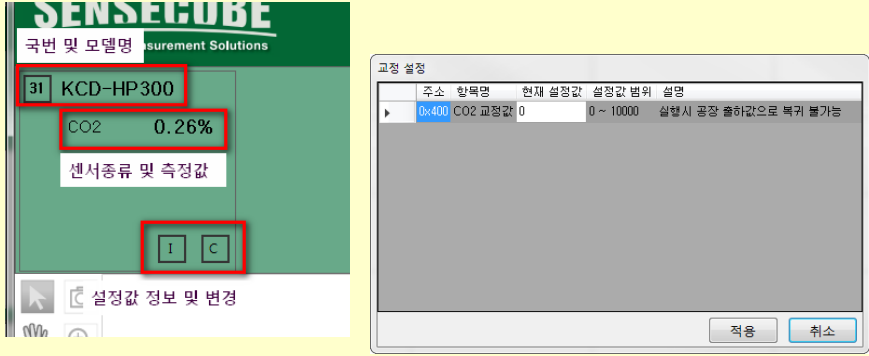 SENSECUBE
국번 및 모델명
surement Solutions
31 KCD-HP300
CO2 0.26%
센서종류 및 측정값
I C
설정값 정보 및 변경
교정 설정
주소 항목명 현재 설정값 설정값 범위 설명
0x400 CO2 교정값 0 0 ~ 10000 실행시 공장 출하값으로 복귀 불가능
적용 취소